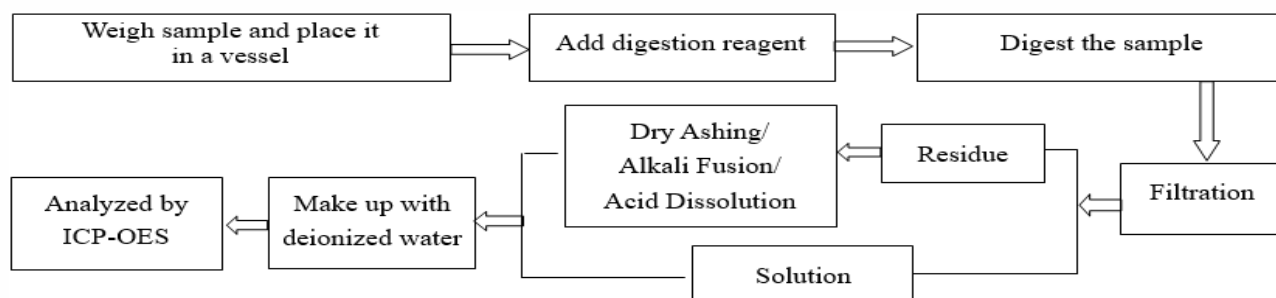 Weigh sample and place it
in a vessel
Add digestion reagent
Digest the sample
Filtration
Residue
Dry Ashing/
Alkali Fusion/
Acid Dissolution
Solution
Make up with
deionized water
Analyzed by
ICP-OES